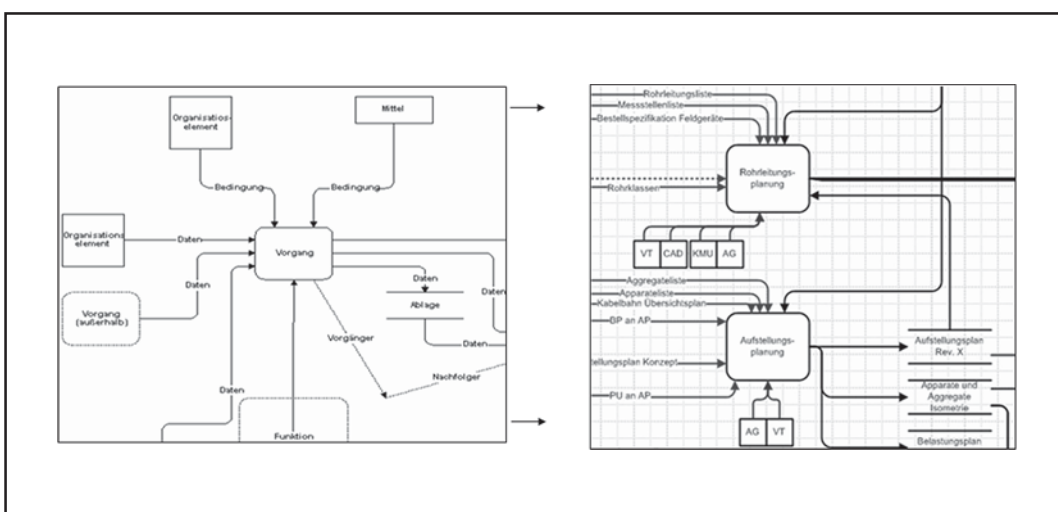 Organisatios-
element
Mittel
Bedingung
Bedingung
Organisations
element
Daten
Vorgang
Daten
Vorgang
(außerhalb)
Daten
Ablage
Daten
Daten
Vorgänger
Nachfolger
Daten
Funktion
Rohrleitungsliste
Messstellenliste
Bestellspezifikation Feldgeräte
Rohrleitungs-
planung
Rohrklassen
VT CAD KMU AG
Aggregateliste
Apparateliste
Kabelbahn Übersichtsplan
BP an AP
Aufstellungs-
planung
tellungsplan Konzept
PU an AP
AG VT
Aufstellungsplan
Rev. X
Apparate und
Aggregate
Isometrie
Belastungsplan